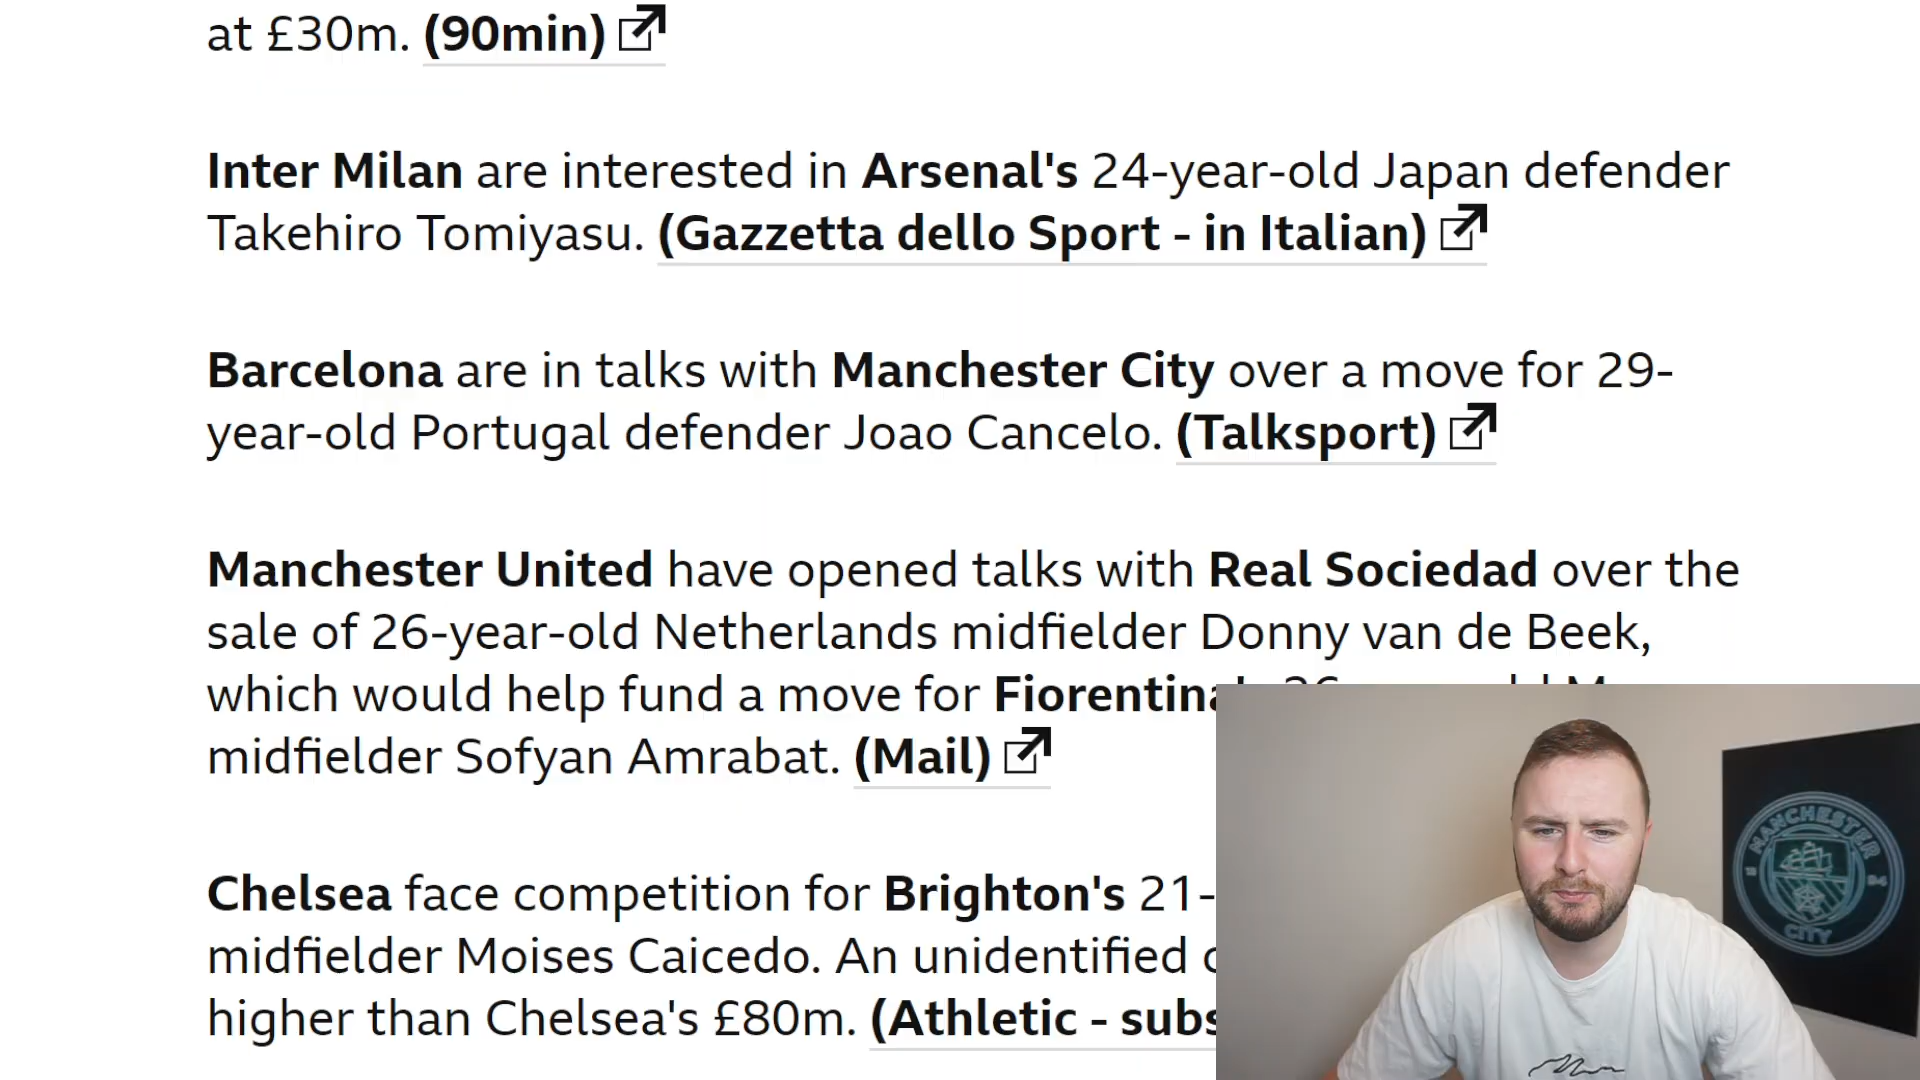 at £30m. (90min)
Inter Milan are interested in Arsenal's 24-year-old Japan defender
Takehiro Tomiyasu. (Gazzetta dello Sport - in Italian)
Barcelona are in talks with Manchester City over a move for 29-
year-old Portugal defender Joao Cancelo. (Talksport)
Manchester United have opened talks with Real Sociedad over the
sale of 26-year-old Netherlands midfielder Donny van de Beek,
which would help fund a move for
midfielder Sofyan Amrabat. (Mail)
Chelsea face competition for Brighton's 21-
midfielder Moises Caicedo. An unidentified
higher than Chelsea's £80m. (Athletic -
MANCHESTER
18 94
CITY